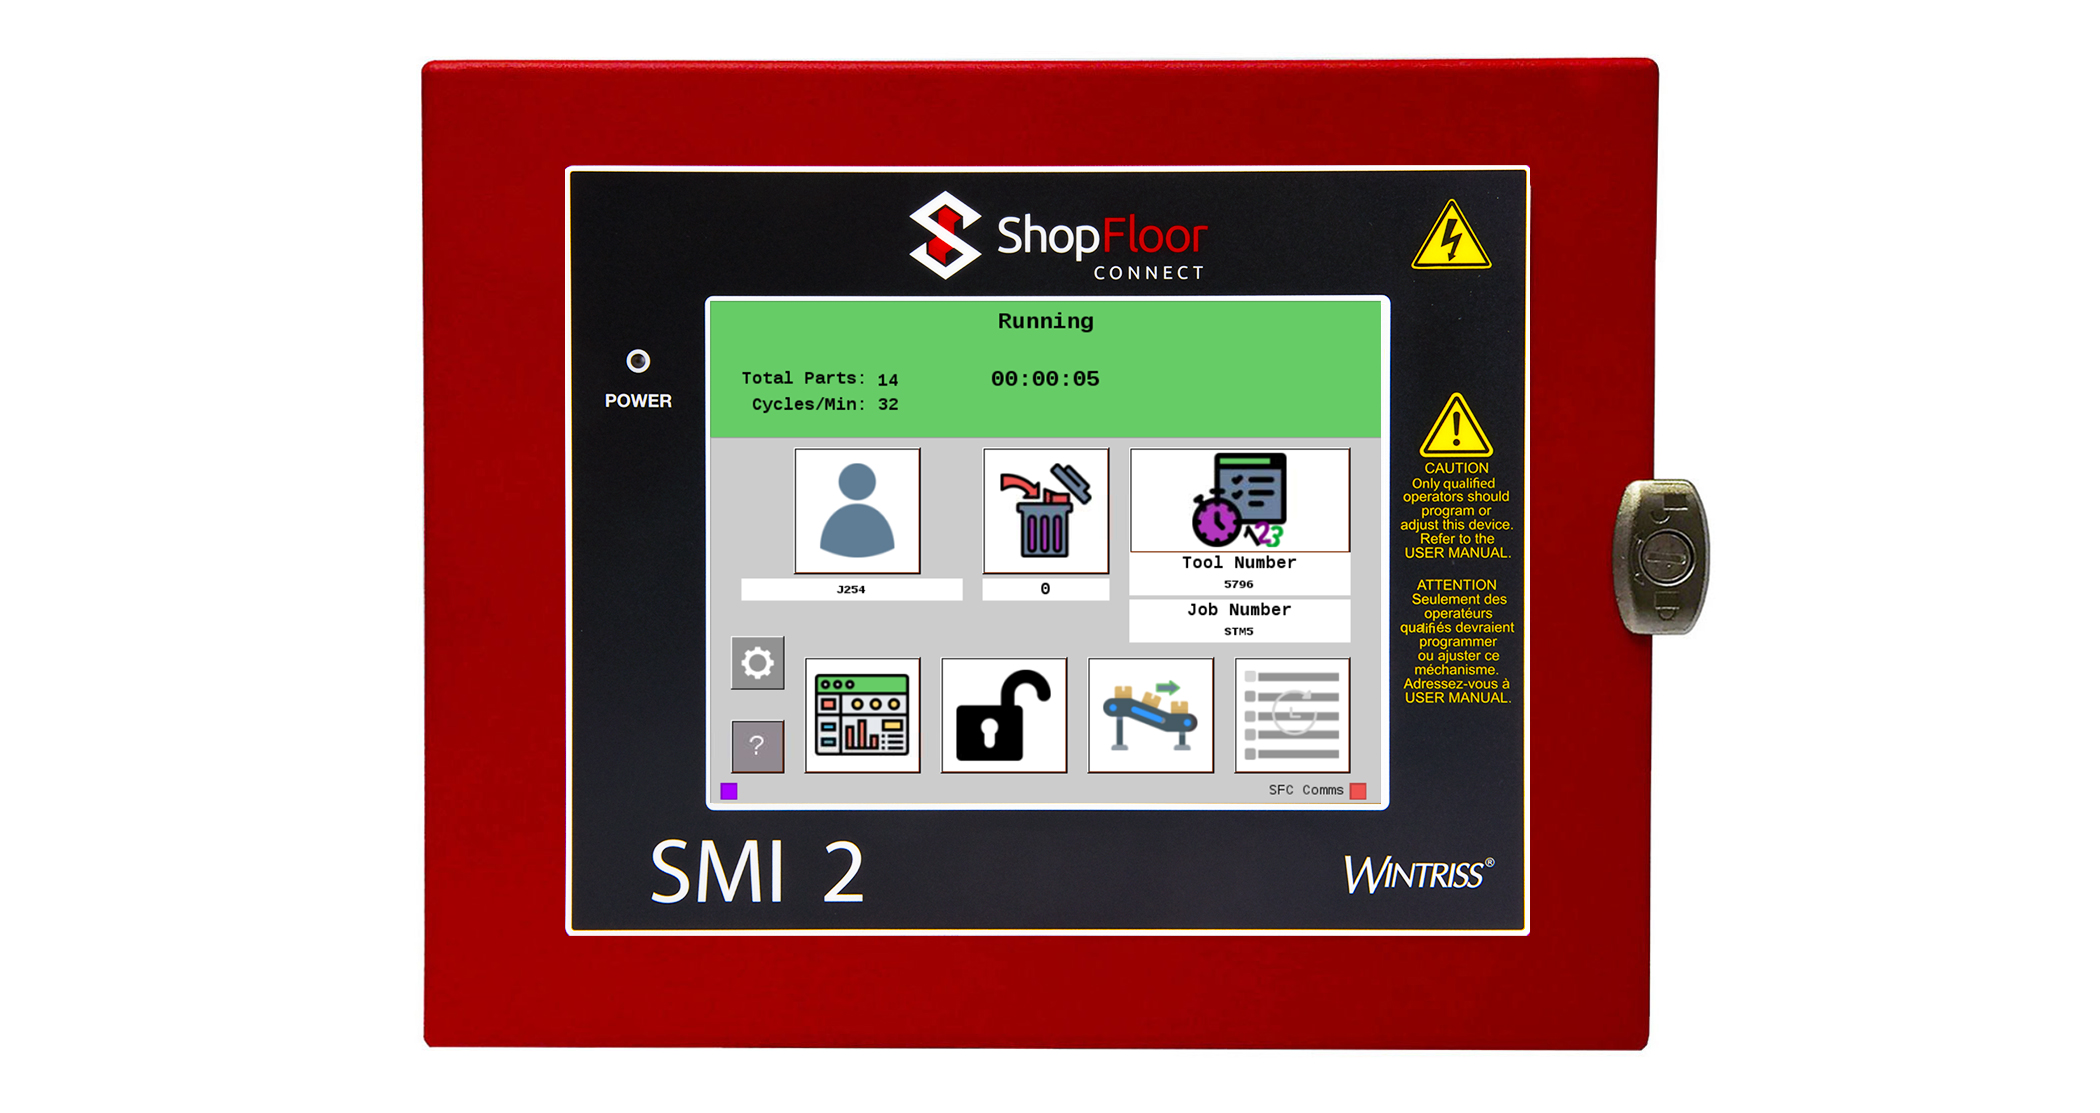 ShopFloor
CONNECT
POWER
Running
Total Parts: 14
00:00:05
Cycles/Min: 32
J254
0
Tool Number
5796
Job Number
STM5
?
SFC Comms
CAUTION
Only qualified
operators should
program or
adjust this device.
Refer to the
USER MANUAL.
ATTENTION
Seulement des
operatéurs
qualifiés devraient
programmer
ou ajuster ce
méchanisme.
Adressez-vous à
USER MANUAL.
SMI 2
WINTRISS®